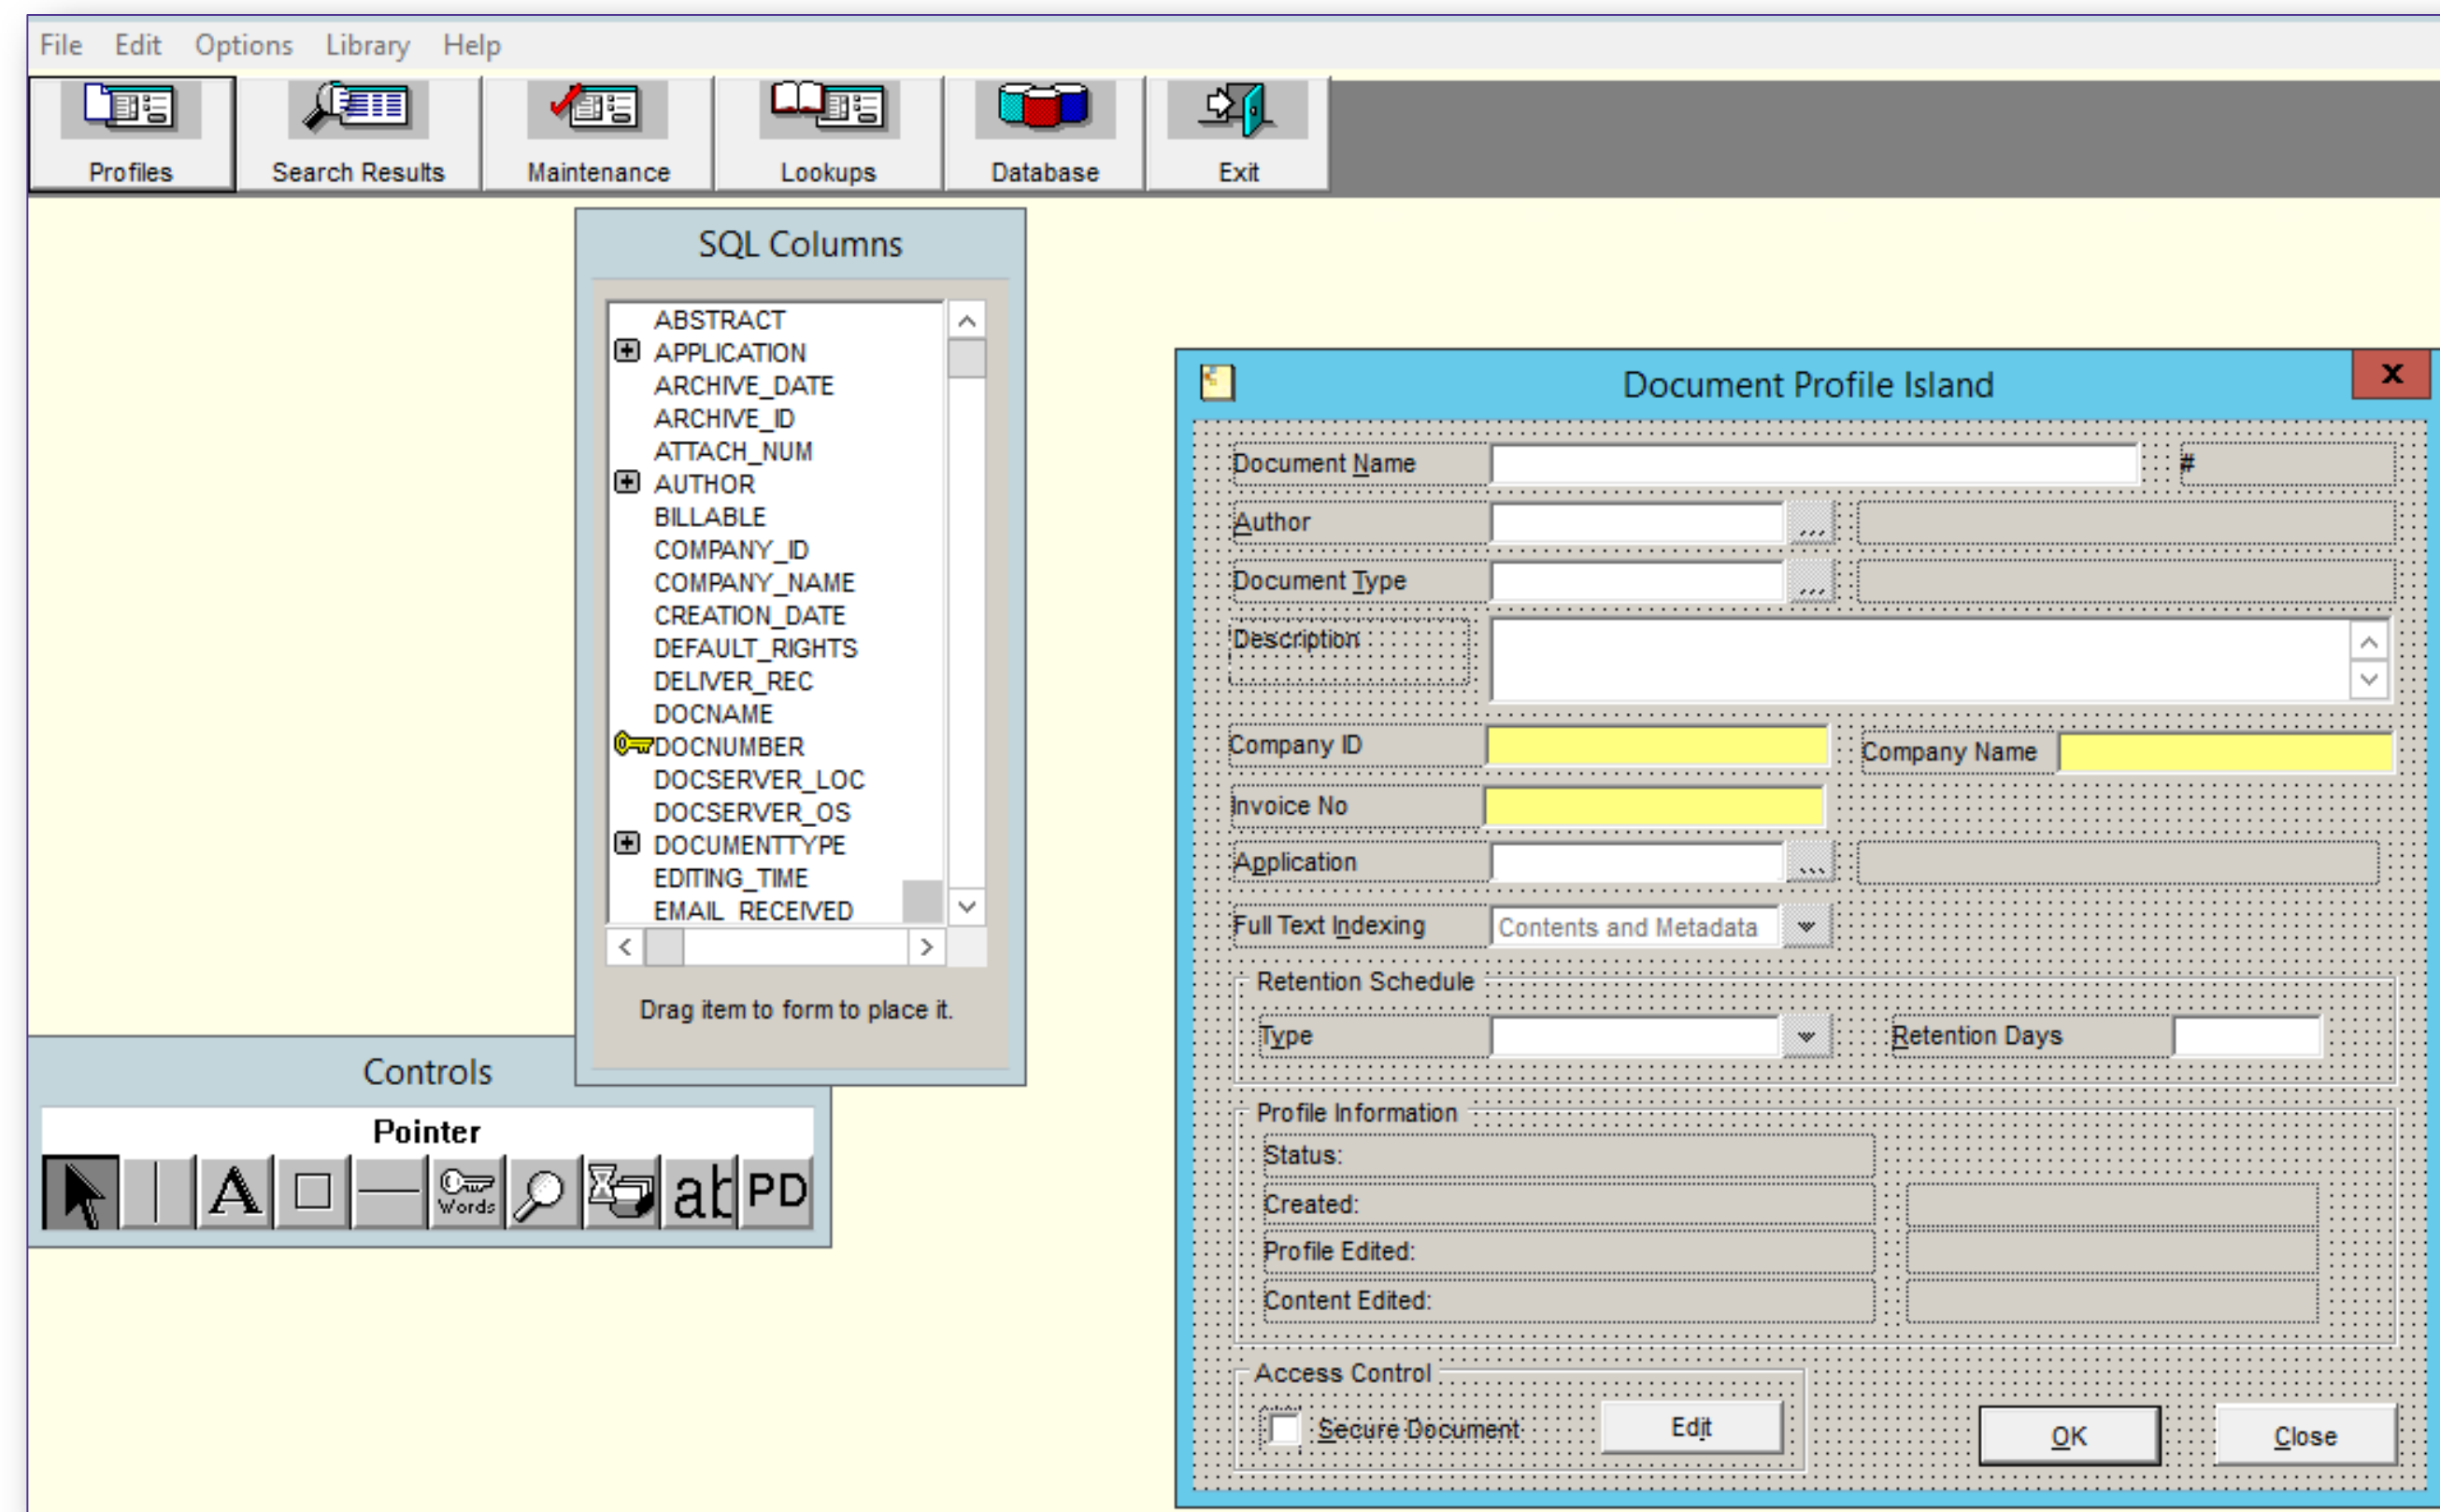 File Edit Options Library Help
Profiles Search Results Maintenance Lookups Database Exit
SQL Columns
ABSTRACT
APPLICATION
ARCHIVE_DATE
ARCHIVE_ID
ATTACH_NUM
AUTHOR
BILLABLE
COMPANY_ID
COMPANY_NAME
CREATION_DATE
DEFAULT_RIGHTS
DELIVER_REC
DOCNAME
DOCNUMBER
DOCSERVER_LOC
DOCSERVER_OS
DOCUMENTTYPE
EDITING_TIME
EMAIL_RECEIVED
Drag item to form to place it.
Controls
Pointer
A Words ab PD
Document Profile Island
X
Document Name #
Author ...
Document Type ...
Description
Company ID Company Name
Invoice No
Application ...
Full Text Indexing Contents and Metadata
Retention Schedule
Type Retention Days
Profile Information
Status:
Created:
Profile Edited:
Content Edited:
Access Control
Secure Document Edit OK Close